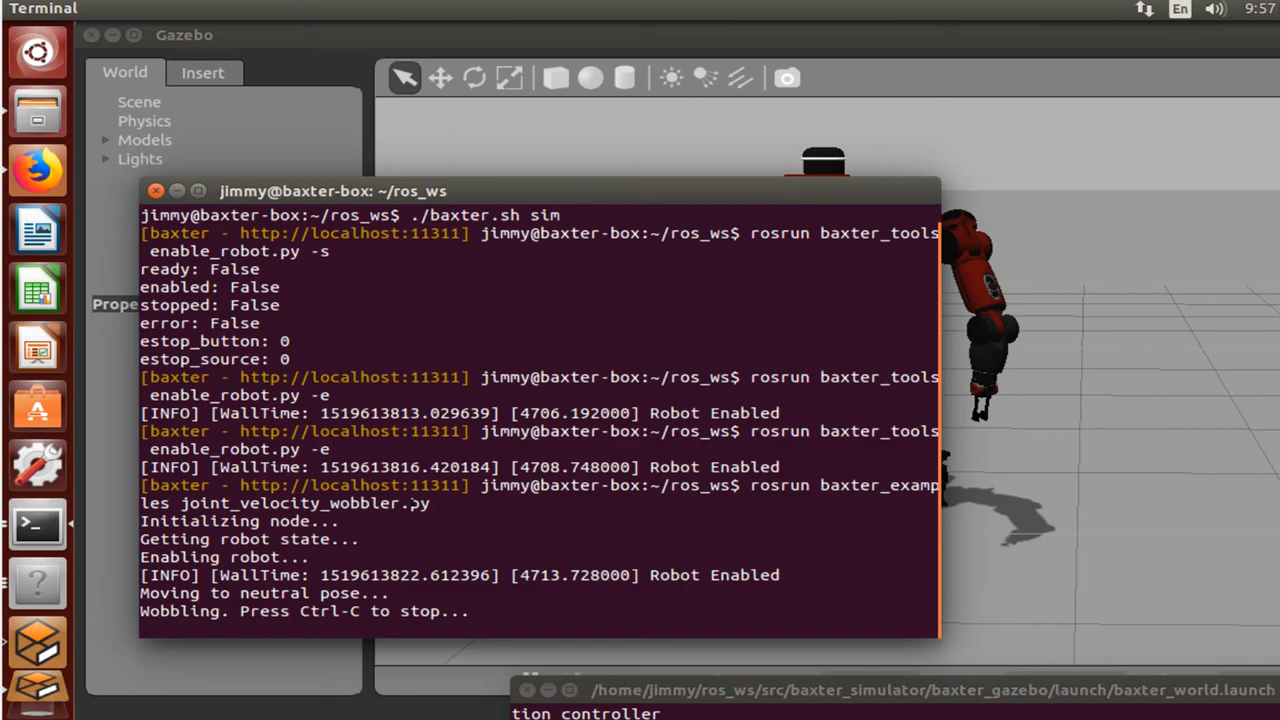 Terminal
En
9:57
Gazebo
World
Insert
Scene
Physics
Models
Lights
Prope
jimmy@baxter-box: ~/ros_ws
jimmy@baxter-box:~/ros_ws$ ./baxter.sh sim
[baxter - http://localhost:11311] jimmy@baxter-box:~/ros_ws$ rosrun baxter_tools
enable_robot.py -s
ready: False
enabled: False
stopped: False
error: False
estop_button: 0
estop_source: 0
[baxter - http://localhost:11311] jimmy@baxter-box:~/ros_ws$ rosrun baxter_tools
enable_robot.py -e
[INFO] [WallTime: 1519613813.029639] [4706.192000] Robot Enabled
[baxter - http://localhost:11311] jimmy@baxter-box:~/ros_ws$ rosrun baxter_tools
enable_robot.py -e
[INFO] [WallTime: 1519613816.420184] [4708.748000] Robot Enabled
[baxter - http://localhost:11311] jimmy@baxter-box:~/ros_ws$ rosrun baxter_examp
les joint_velocity_wobbler.py
Initializing node...
Getting robot state...
Enabling robot...
[INFO] [WallTime: 1519613822.612396] [4713.728000] Robot Enabled
Moving to neutral pose...
Wobbling. Press Ctrl-C to stop...
/home/jimmy/ros_ws/src/baxter_simulator/baxter_gazebo/launch/baxter_world.launch
tion controller